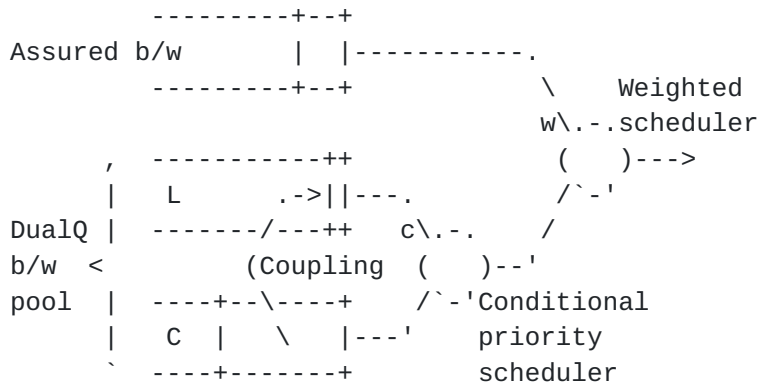 ---------+--+
Assured b/w       |  |-----------.
         ---------+--+            \    Weighted
                                  w\.-.scheduler
      ,  -----------++             (   )--->
      |   L      .->||---.         /`-'
DualQ |  -------/---++   c\.-.    /
b/w  <         (Coupling  (   )--'
pool  |  ----+--\----+    /`-'Conditional
      |   C  |   \   |---'    priority
      `  ----+-------+        scheduler